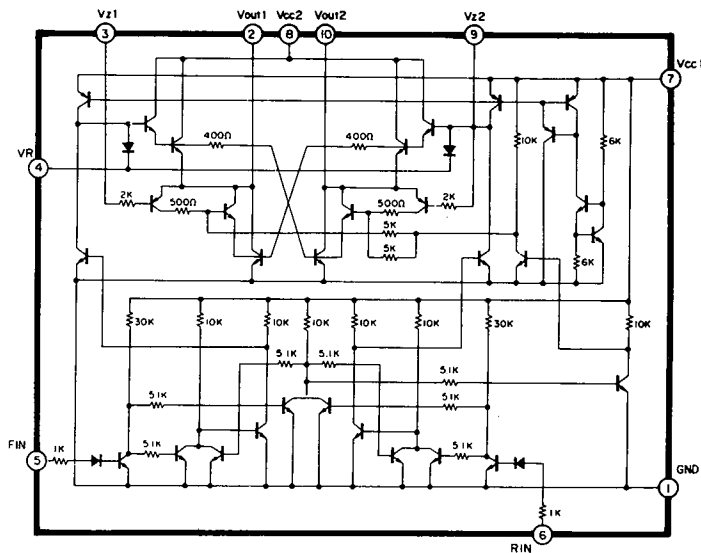 Vz1 Vout1 Vcc2 Vout2 Vz2
3 2 8 10 9
7 Vcc1
400Ω 400Ω
10K 6K
VR 4
2K 500Ω 500Ω 2K
5K
5K
6K
30K 10K 10K 10K 10K 10K 30K 10K
5.1K 5.1K
5.1K
5.1K 5.1K
FIN
5 1K 5.1K 5.1K
GND
1
1K
6
RIN